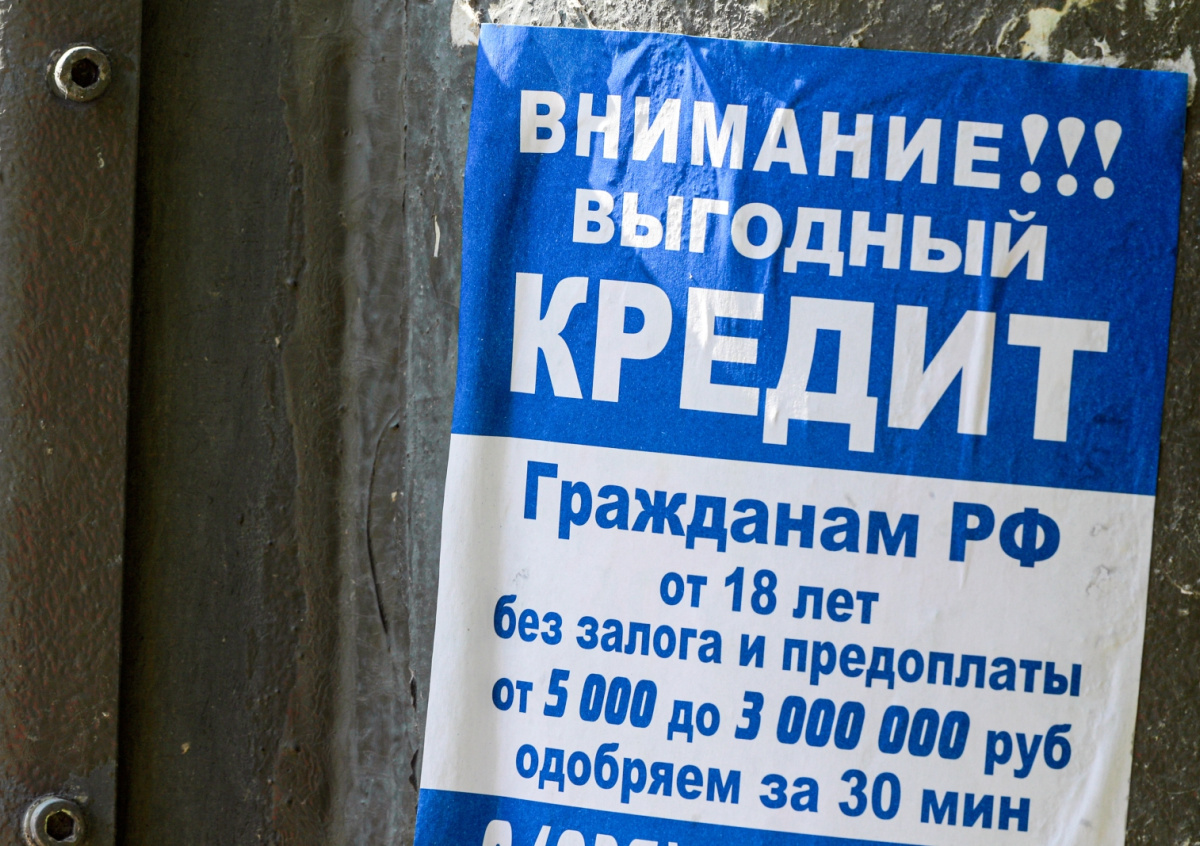 ВНИМАНИЕ!!!
ВЫГОДНЫЙ
КРЕДИТ
Гражданам РФ
от 18 лет
без залога и предоплаты
от 5 000 до 3 000 000 руб
одобряем за 30 мин